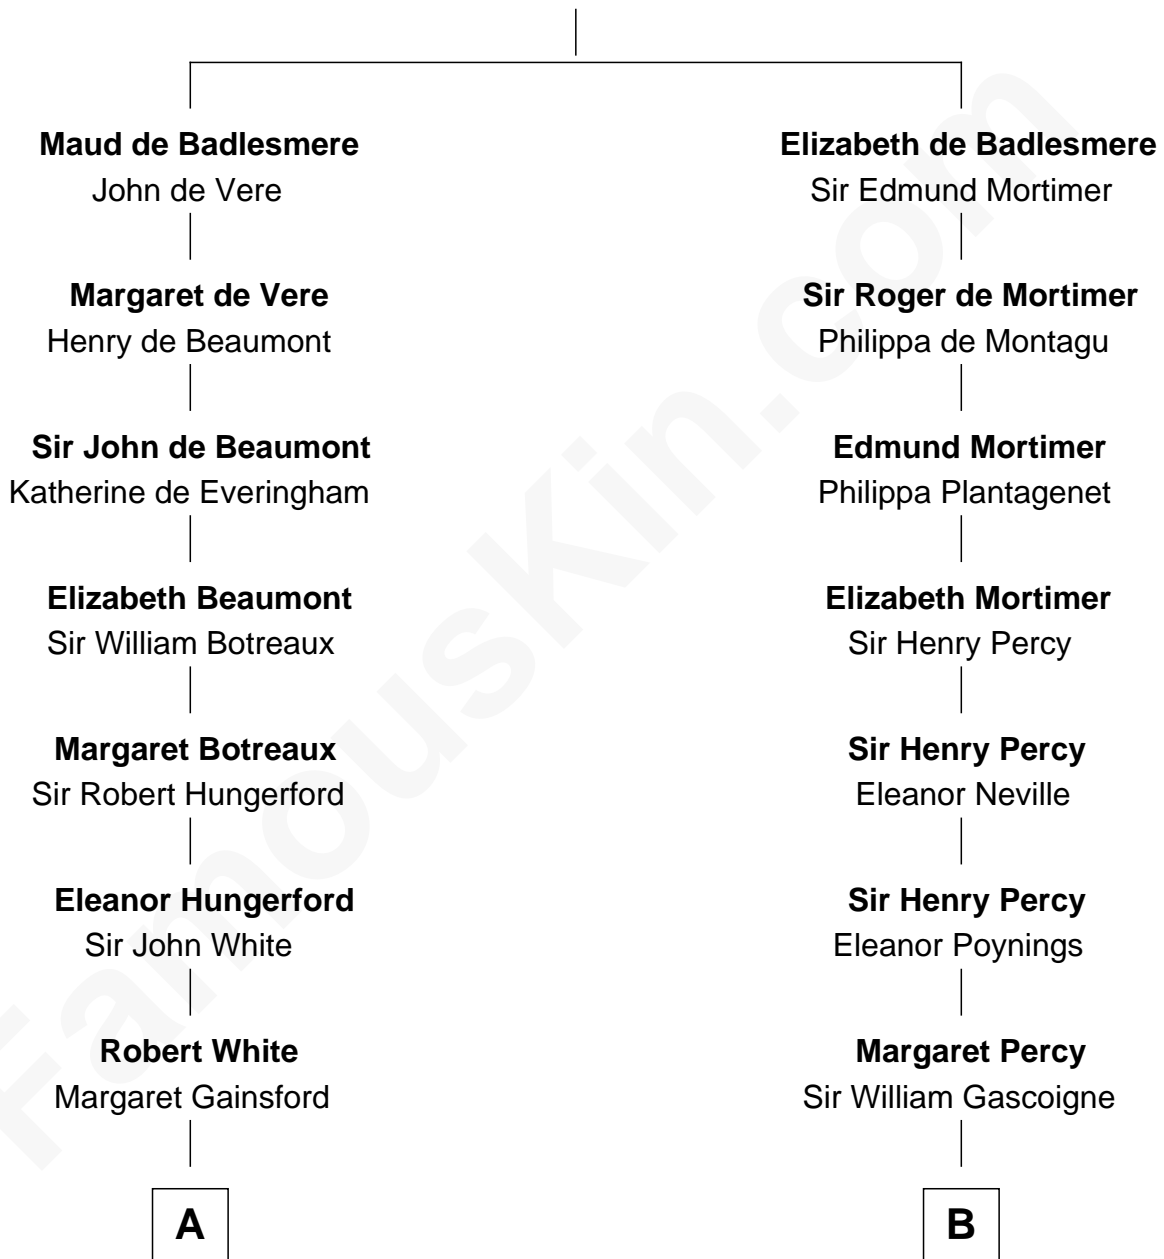 Maud de Badlesmere
John de Vere
Margaret de Vere
Henry de Beaumont
Sir John de Beaumont
Katherine de Everingham
Elizabeth Beaumont
Sir William Botreaux
Margaret Botreaux
Sir Robert Hungerford
Eleanor Hungerford
Sir John White
Robert White
Margaret Gainsford
A
Elizabeth de Badlesmere
Sir Edmund Mortimer
Sir Roger de Mortimer
Philippa de Montagu
Edmund Mortimer
Philippa Plantagenet
Elizabeth Mortimer
Sir Henry Percy
Sir Henry Percy
Eleanor Neville
Sir Henry Percy
Eleanor Poynings
Margaret Percy
Sir William Gascoigne
B
FamousKin.com